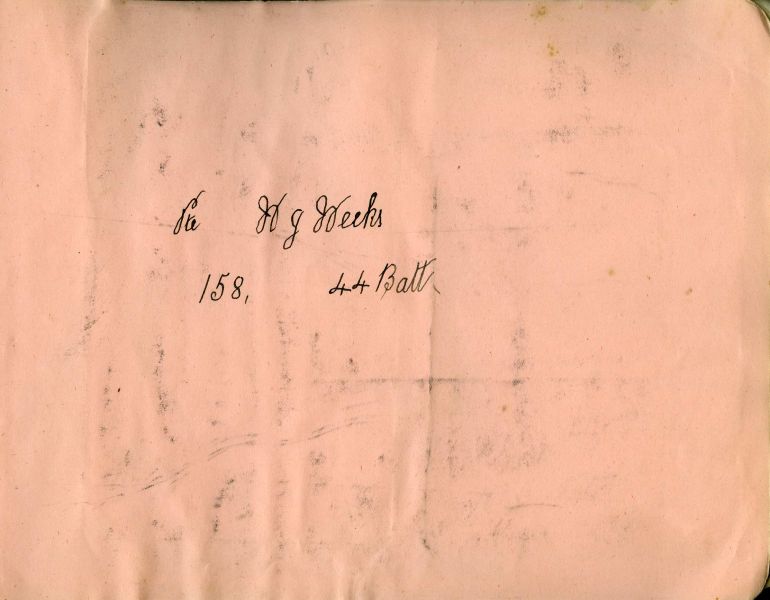 Pte W G Weeks
158, 44 Batt